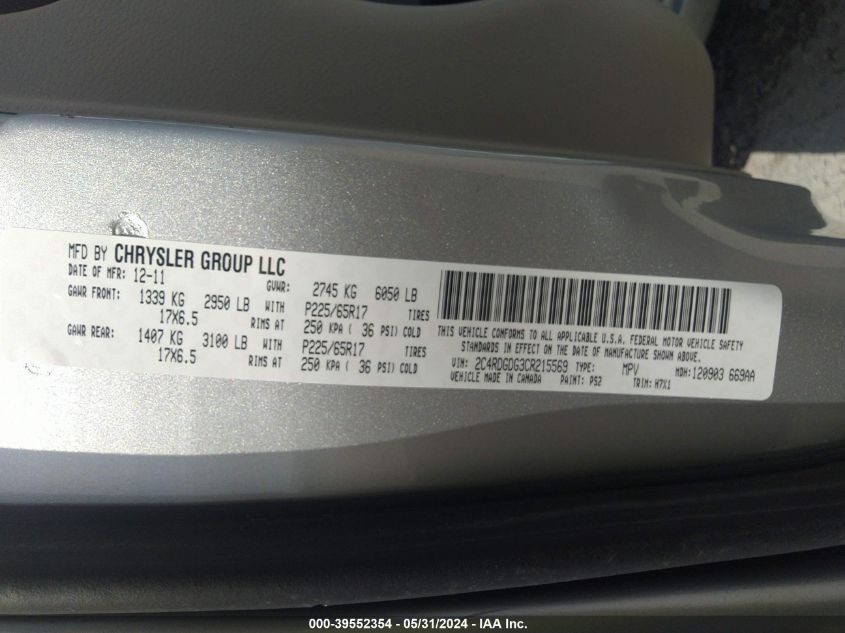 MFD BY CHRYSLER GROUP LLC
DATE OF MFR: 12-11 GVWR: 2745 KG 6050 LB
GAWR FRONT: 1339 KG 2950 LB WITH P225/65R17 TIRES
17X6.5 RIMS AT 250 KPA ( 36 PSI) COLD
GAWR REAR: 1407 KG 3100 LB WITH P225/65R17 TIRES
17X6.5 RIMS AT 250 KPA ( 36 PSI) COLD
THIS VEHICLE CONFORMS TO ALL APPLICABLE U.S.A. FEDERAL MOTOR VEHICLE SAFETY
STANDARDS IN EFFECT ON THE DATE OF MANUFACTURE SHOWN ABOVE.
VIN: 2C4RDGDG3CR215569 TYPE: MPV MDH: 120903 669AA
VEHICLE MADE IN CANADA PAINT: PS2 TRIM: H7X1
000-39552354 - 05/31/2024 - IAA Inc.